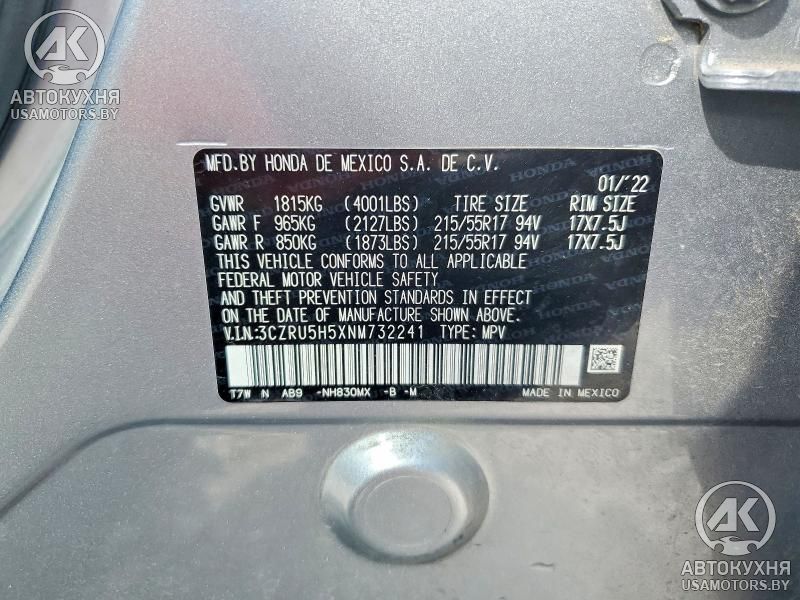 AK
АВТОКУХНЯ
USAMOTORS.BY
MFD.BY HONDA DE MEXICO S.A. DE C.V.
01/'22
GVWR 1815KG (4001LBS) TIRE SIZE RIM SIZE
GAWR F 965KG (2127LBS) 215/55R17 94V 17X7.5J
GAWR R 850KG (1873LBS) 215/55R17 94V 17X7.5J
THIS VEHICLE CONFORMS TO ALL APPLICABLE
FEDERAL MOTOR VEHICLE SAFETY
AND THEFT PREVENTION STANDARDS IN EFFECT
ON THE DATE OF MANUFACTURE SHOWN ABOVE.
V.I.N:3CZRU5H5XNM732241 TYPE: MPV
T7W N AB9 -NH830MX -B -M MADE IN MEXICO
AK
АВТОКУХНЯ
USAMOTORS.BY